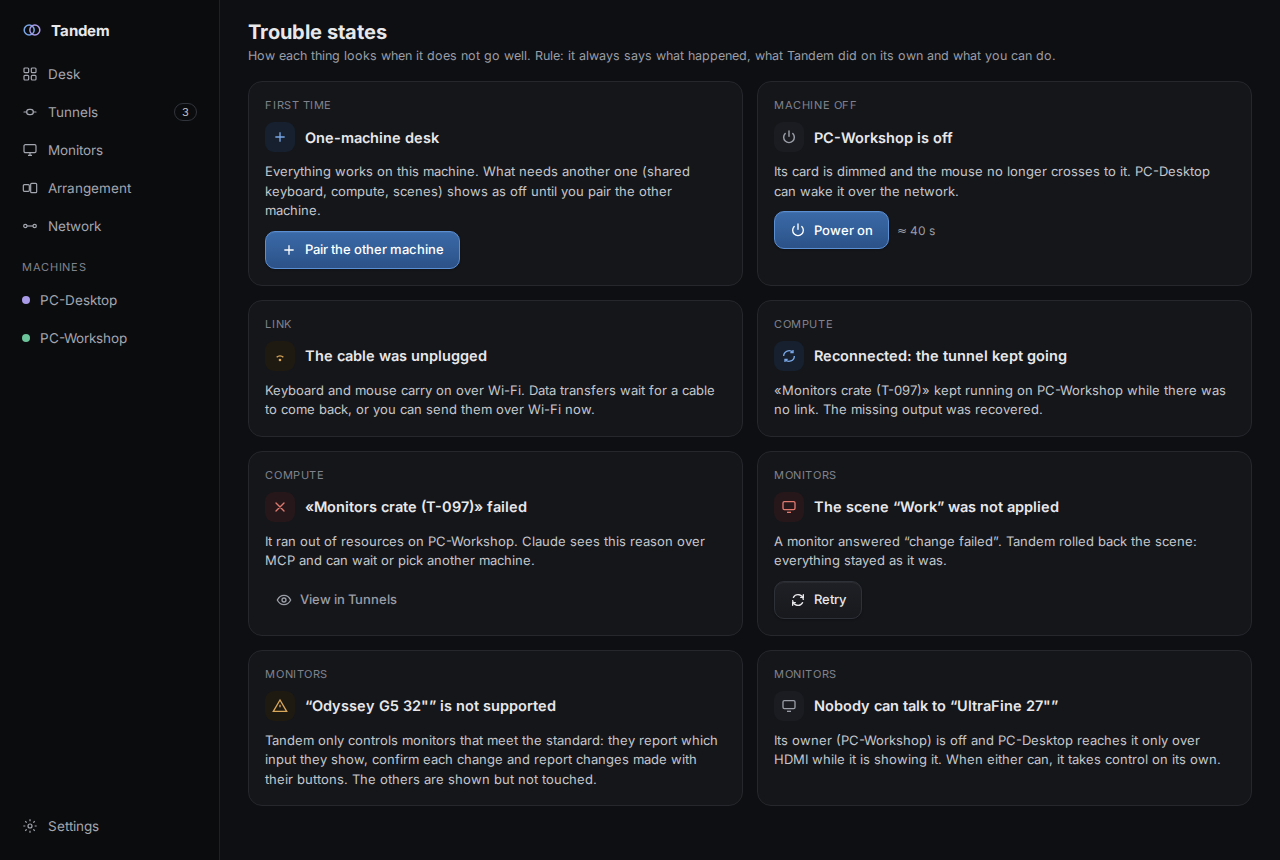 Tandem
Desk
Tunnels
3
Monitors
Arrangement
Network
MACHINES
PC-Desktop
PC-Workshop
Settings
Trouble states
How each thing looks when it does not go well. Rule: it always says what happened, what Tandem did on its own and what you can do.
FIRST TIME
One-machine desk
Everything works on this machine. What needs another one (shared
keyboard, compute, scenes) shows as off until you pair the other
machine.
Pair the other machine
MACHINE OFF
PC-Workshop is off
Its card is dimmed and the mouse no longer crosses to it. PC-Desktop
can wake it over the network.
Power on
≈ 40 s
LINK
The cable was unplugged
Keyboard and mouse carry on over Wi-Fi. Data transfers wait for a cable
to come back, or you can send them over Wi-Fi now.
COMPUTE
Reconnected: the tunnel kept going
«Monitors crate (T-097)» kept running on PC-Workshop while there was
no link. The missing output was recovered.
COMPUTE
«Monitors crate (T-097)» failed
It ran out of resources on PC-Workshop. Claude sees this reason over
MCP and can wait or pick another machine.
View in Tunnels
MONITORS
The scene “Work” was not applied
A monitor answered “change failed”. Tandem rolled back the scene:
everything stayed as it was.
Retry
MONITORS
“Odyssey G5 32"” is not supported
Tandem only controls monitors that meet the standard: they report which
input they show, confirm each change and report changes made with
their buttons. The others are shown but not touched.
MONITORS
Nobody can talk to “UltraFine 27"”
Its owner (PC-Workshop) is off and PC-Desktop reaches it only over
HDMI while it is showing it. When either can, it takes control on its own.